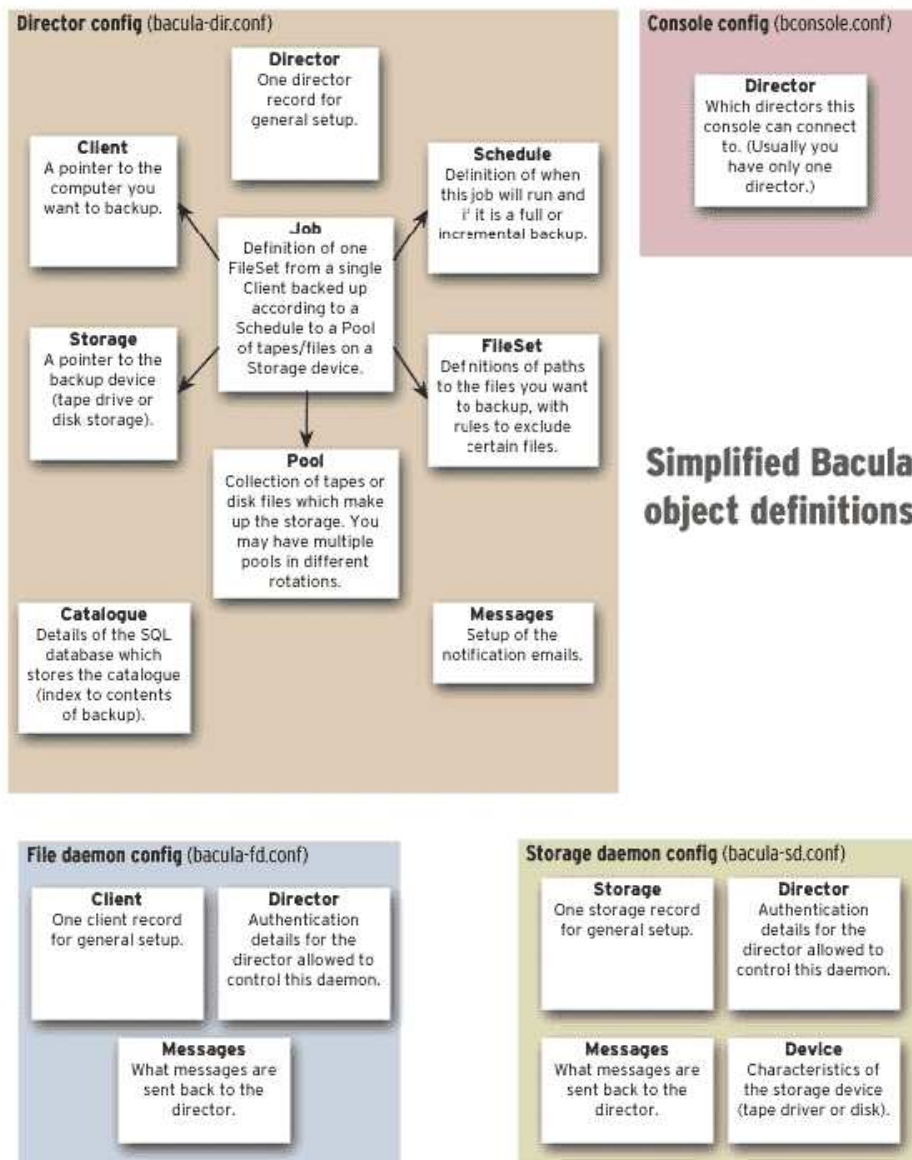 Director config (bacula-dir.conf)
Director
One director
record for
general setup.
Client
A pointer to the
computer you
want to backup.
Schedule
Definition of when
this job will run and
if it is a full or
incremental backup.
Job
Definition of one
FileSet from a single
Client backed up
according to a
Schedule to a Pool
of tapes/files on a
Storage device.
Storage
A pointer to the
backup device
(tape drive or
disk storage).
FileSet
Definitions of paths
to the files you want
to backup, with
rules to exclude
certain files.
Pool
Collection of tapes or
disk files which make
up the storage. You
may have multiple
pools in different
rotations.
Catalogue
Details of the SQL
database which
stores the catalogue
(index to contents
of backup).
Messages
Setup of the
notification emails.
Console config (bconsole.conf)
Director
Which directors this
console can connect
to. (Usually you
have only one
director.)
Simplified Bacula
object definitions
File daemon config (bacula-fd.conf)
Client
One client record
for general setup.
Director
Authentication
details for the
director allowed to
control this daemon.
Messages
What messages are
sent back to the
director.
Storage daemon config (bacula-sd.conf)
Storage
One storage record
for general setup.
Director
Authentication
details for the
director allowed to
control this daemon.
Messages
What messages are
sent back to the
director.
Device
Characteristics of
the storage device
(tape driver or disk).